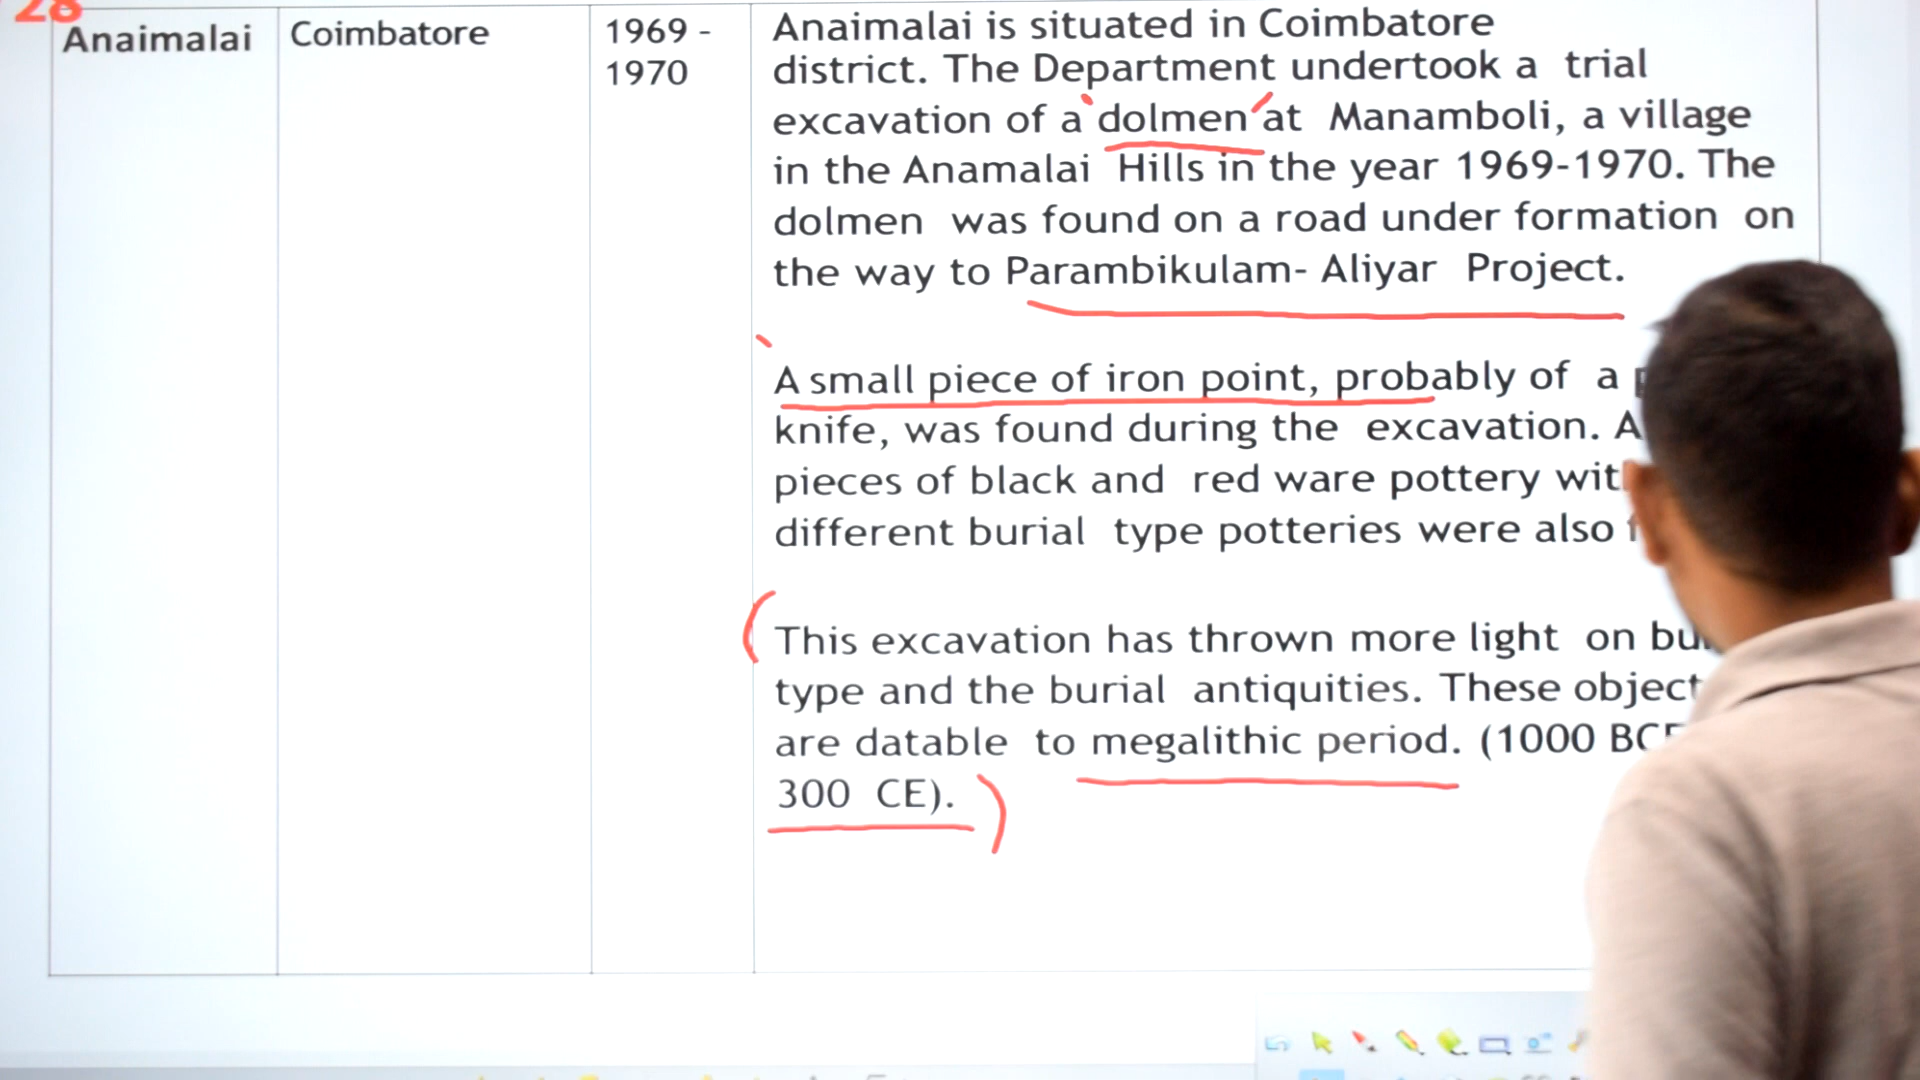 28
Anaimalai
Coimbatore
1969 -
1970
Anaimalai is situated in Coimbatore
district. The Department undertook a trial
excavation of a dolmen at Manamboli, a village
in the Anamalai Hills in the year 1969-1970. The
dolmen was found on a road under formation on
the way to Parambikulam- Aliyar Project.
A small piece of iron point, probably of a
knife, was found during the excavation.
pieces of black and red ware pottery
different burial type potteries were also
This excavation has thrown more light on
type and the burial antiquities. These
are datable to megalithic period. (1000 BCE
300 CE).